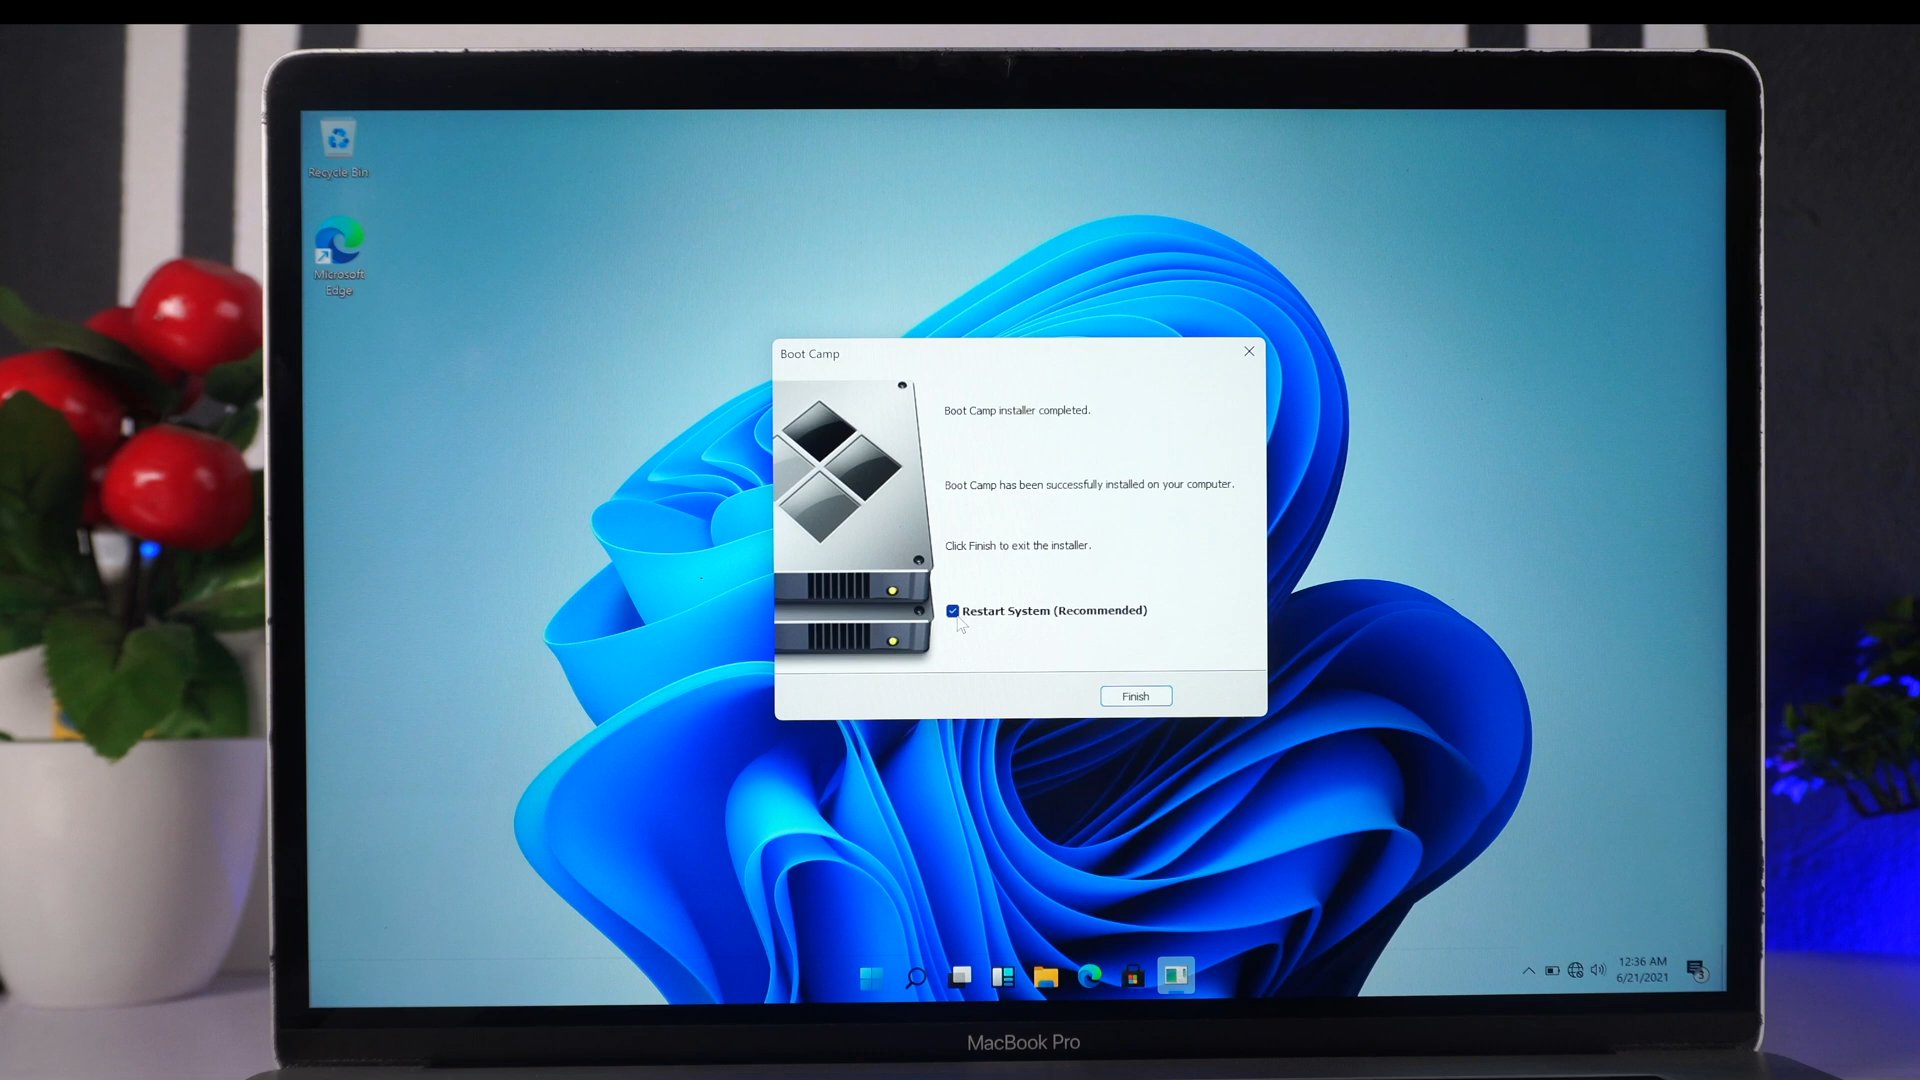 Recycle Bin
Microsoft
Edge
Boot Camp
Boot Camp installer completed.
Boot Camp has been successfully installed on your computer.
Click Finish to exit the installer.
Restart System (Recommended)
Finish
12:36 AM
6/21/2021
3
MacBook Pro